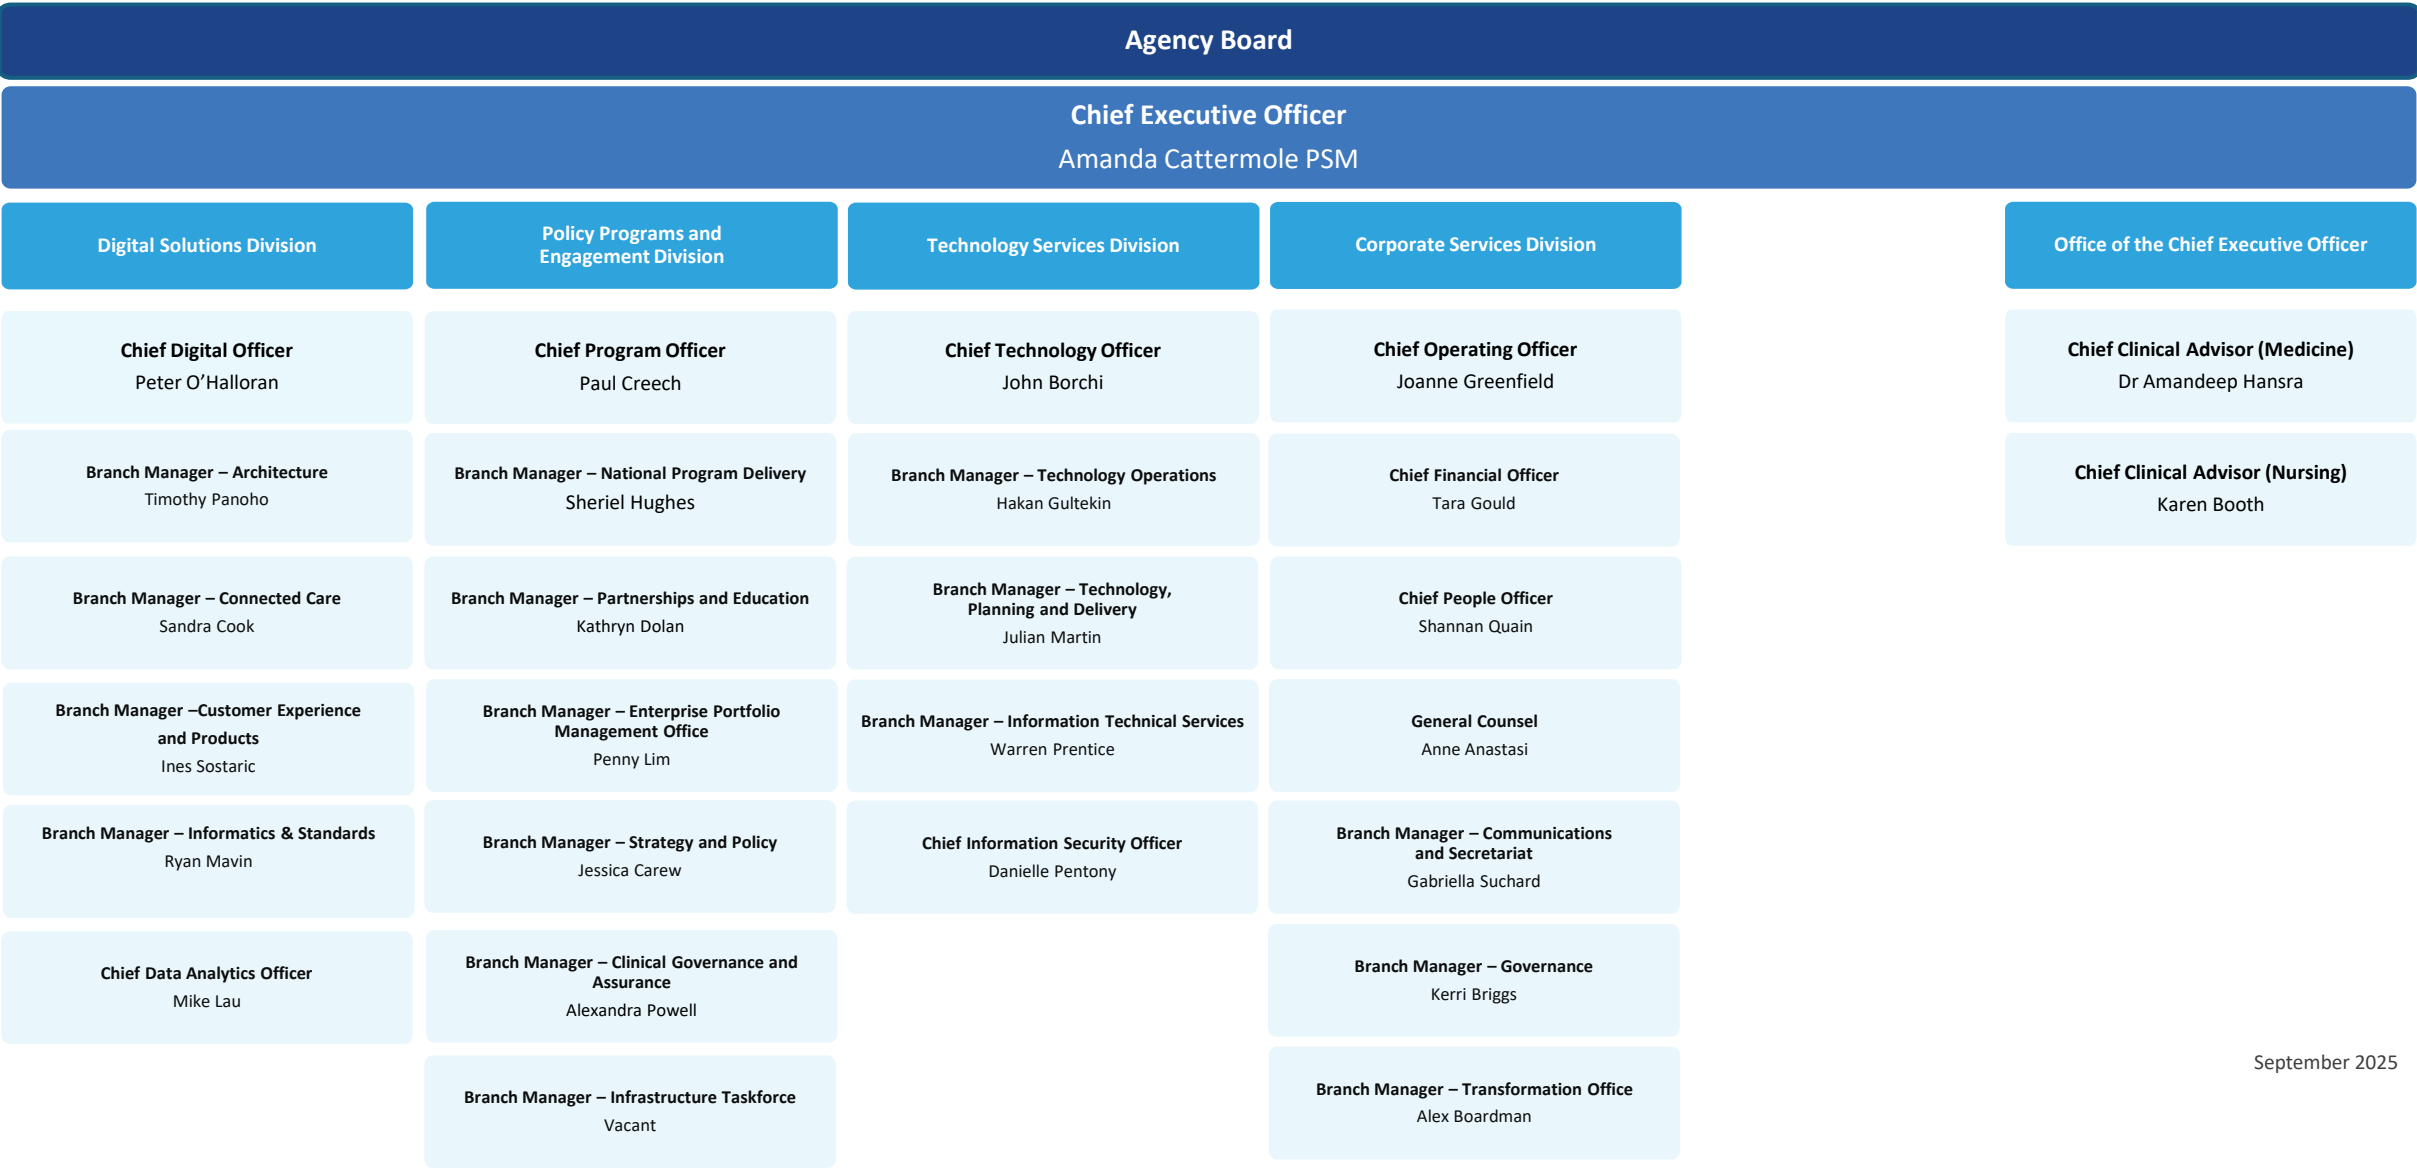 Agency Board
Chief Executive Officer
Amanda Cattermole PSM
Digital Solutions Division
Chief Digital Officer
Peter O’Halloran
Branch Manager – Architecture
Timothy Panoho
Branch Manager – Connected Care
Sandra Cook
Branch Manager –Customer Experience
and Products
Ines Sostaric
Branch Manager – Informatics & Standards
Ryan Mavin
Chief Data Analytics Officer
Mike Lau
Policy Programs and
Engagement Division
Chief Program Officer
Paul Creech
Branch Manager – National Program Delivery
Sheriel Hughes
Branch Manager – Partnerships and Education
Kathryn Dolan
Branch Manager – Enterprise Portfolio
Management Office
Penny Lim
Branch Manager – Strategy and Policy
Jessica Carew
Branch Manager – Clinical Governance and
Assurance
Alexandra Powell
Branch Manager – Infrastructure Taskforce
Vacant
Technology Services Division
Chief Technology Officer
John Borchi
Branch Manager – Technology Operations
Hakan Gultekin
Branch Manager – Technology,
Planning and Delivery
Julian Martin
Branch Manager – Information Technical Services
Warren Prentice
Chief Information Security Officer
Danielle Pentony
Corporate Services Division
Chief Operating Officer
Joanne Greenfield
Chief Financial Officer
Tara Gould
Chief People Officer
Shannan Quain
General Counsel
Anne Anastasi
Branch Manager – Communications
and Secretariat
Gabriella Suchard
Branch Manager – Governance
Kerri Briggs
Branch Manager – Transformation Office
Alex Boardman
Office of the Chief Executive Officer
Chief Clinical Advisor (Medicine)
Dr Amandeep Hansra
Chief Clinical Advisor (Nursing)
Karen Booth
September 2025